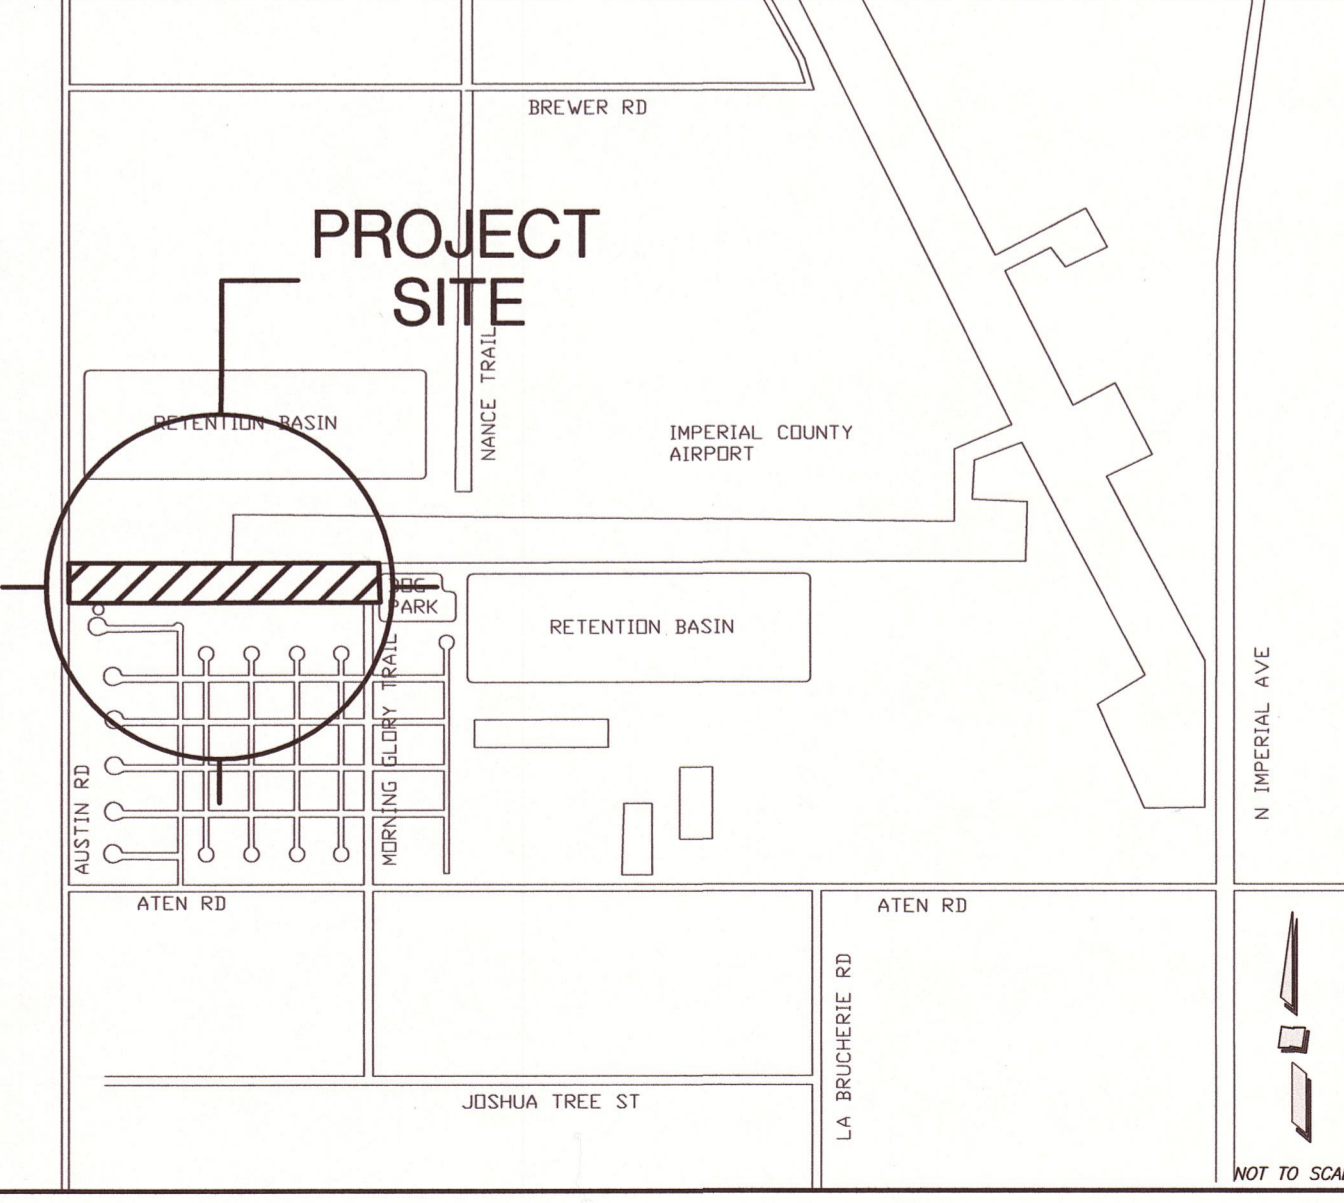 BREWER RD
PROJECT
SITE
NANCE TRAIL
RETENTION BASIN
IMPERIAL COUNTY
AIRPORT
DOG
PARK
RETENTION BASIN
MORNING GLORY TRAIL
AUSTIN RD
N IMPERIAL AVE
ATEN RD
ATEN RD
LA BRUCHERIE RD
JOSHUA TREE ST
NOT TO